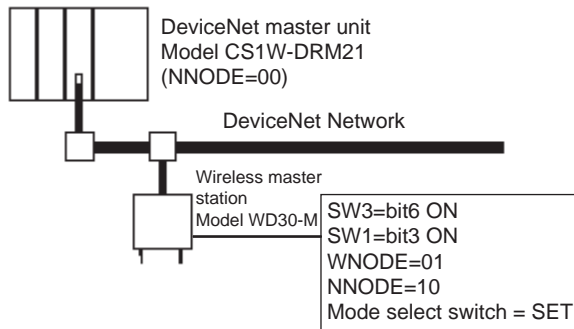 DeviceNet master unit
Model CS1W-DRM21
(NNODE=00)
DeviceNet Network
Wireless master
station
Model WD30-M
SW3=bit6 ON
SW1=bit3 ON
WNODE=01
NNODE=10
Mode select switch = SET